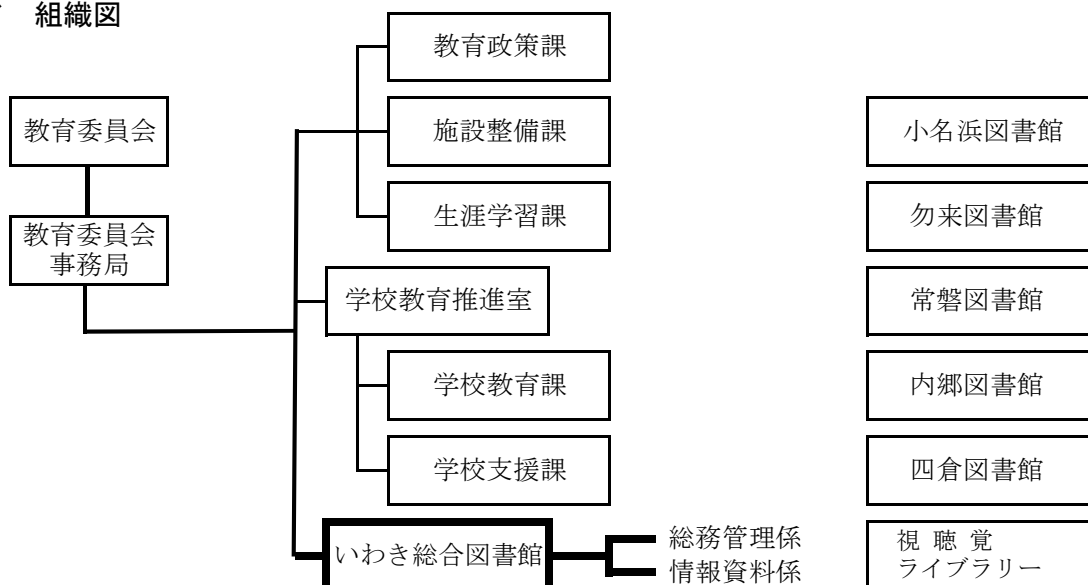 組織図
教育政策課
教育委員会
施設整備課
小名浜図書館
生涯学習課
勿来図書館
教育委員会
事務局
学校教育推進室
常磐図書館
学校教育課
内郷図書館
学校支援課
四倉図書館
いわき総合図書館
総務管理係
情報資料係
視 聴 覚
ライブラリー